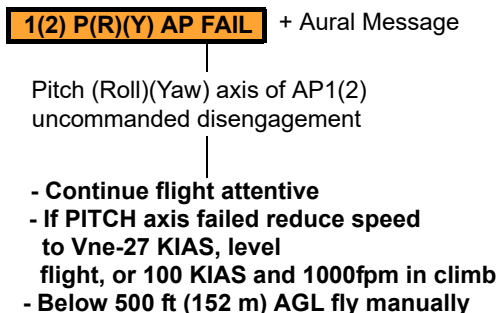 1(2) P(R)(Y) AP FAIL + Aural Message
Pitch (Roll)(Yaw) axis of AP1(2)
uncommanded disengagement
- Continue flight attentive
- If PITCH axis failed reduce speed
to Vne-27 KIAS, level
flight, or 100 KIAS and 1000fpm in climb
- Below 500 ft (152 m) AGL fly manually